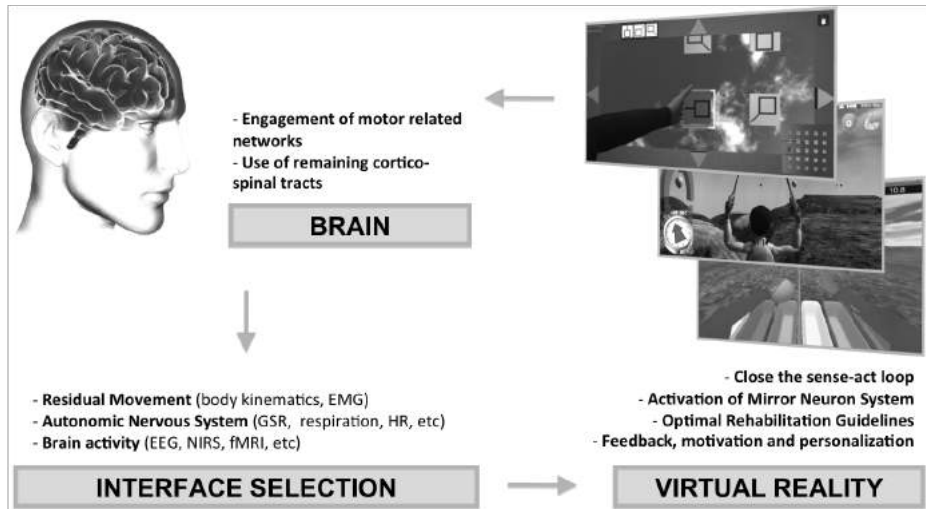 - Engagement of motor related
networks
- Use of remaining cortico-
spinal tracts
BRAIN
10.8
- Residual Movement (body kinematics, EMG)
- Autonomic Nervous System (GSR, respiration, HR, etc)
- Brain activity (EEG, NIRS, fMRI, etc)
INTERFACE SELECTION
- Close the sense-act loop
- Activation of Mirror Neuron System
- Optimal Rehabilitation Guidelines
- Feedback, motivation and personalization
VIRTUAL REALITY